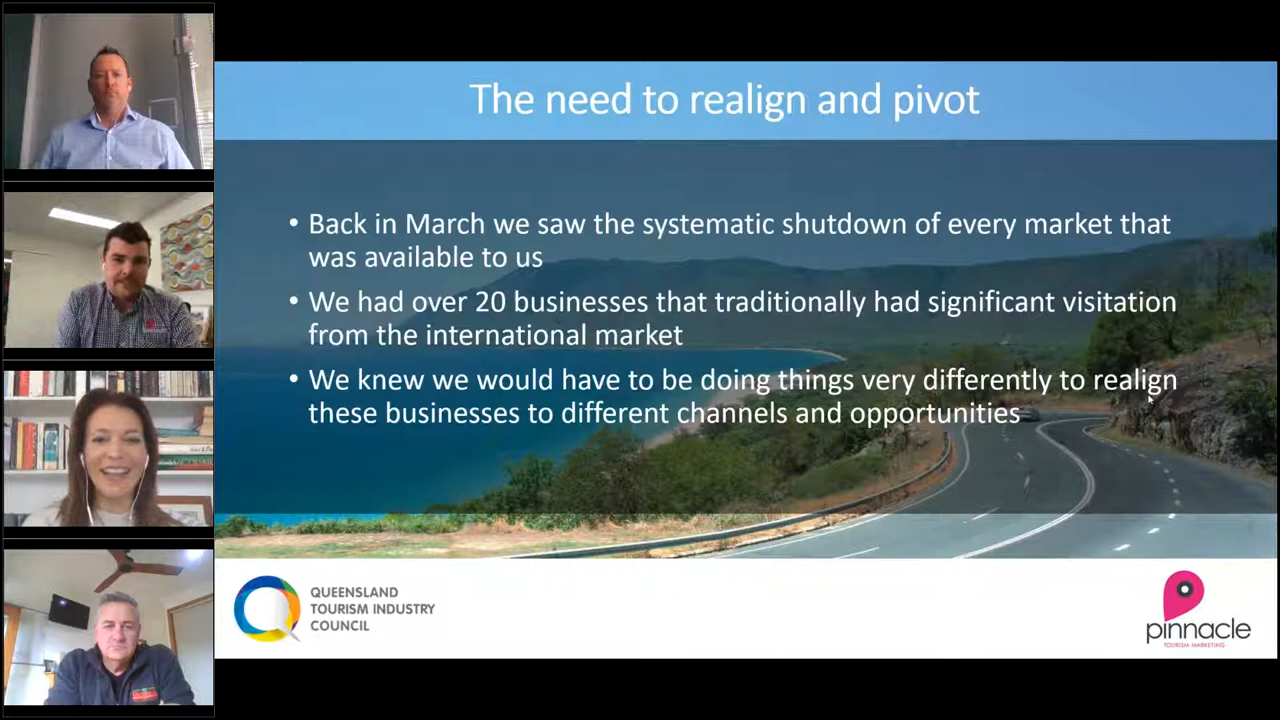 The need to realign and pivot
• Back in March we saw the systematic shutdown of every market that
was available to us
• We had over 20 businesses that traditionally had significant visitation
from the international market
• We knew we would have to be doing things very differently to realign
these businesses to different channels and opportunities
QUEENSLAND
TOURISM INDUSTRY
COUNCIL
pinnacle
TOURISM MARKETING